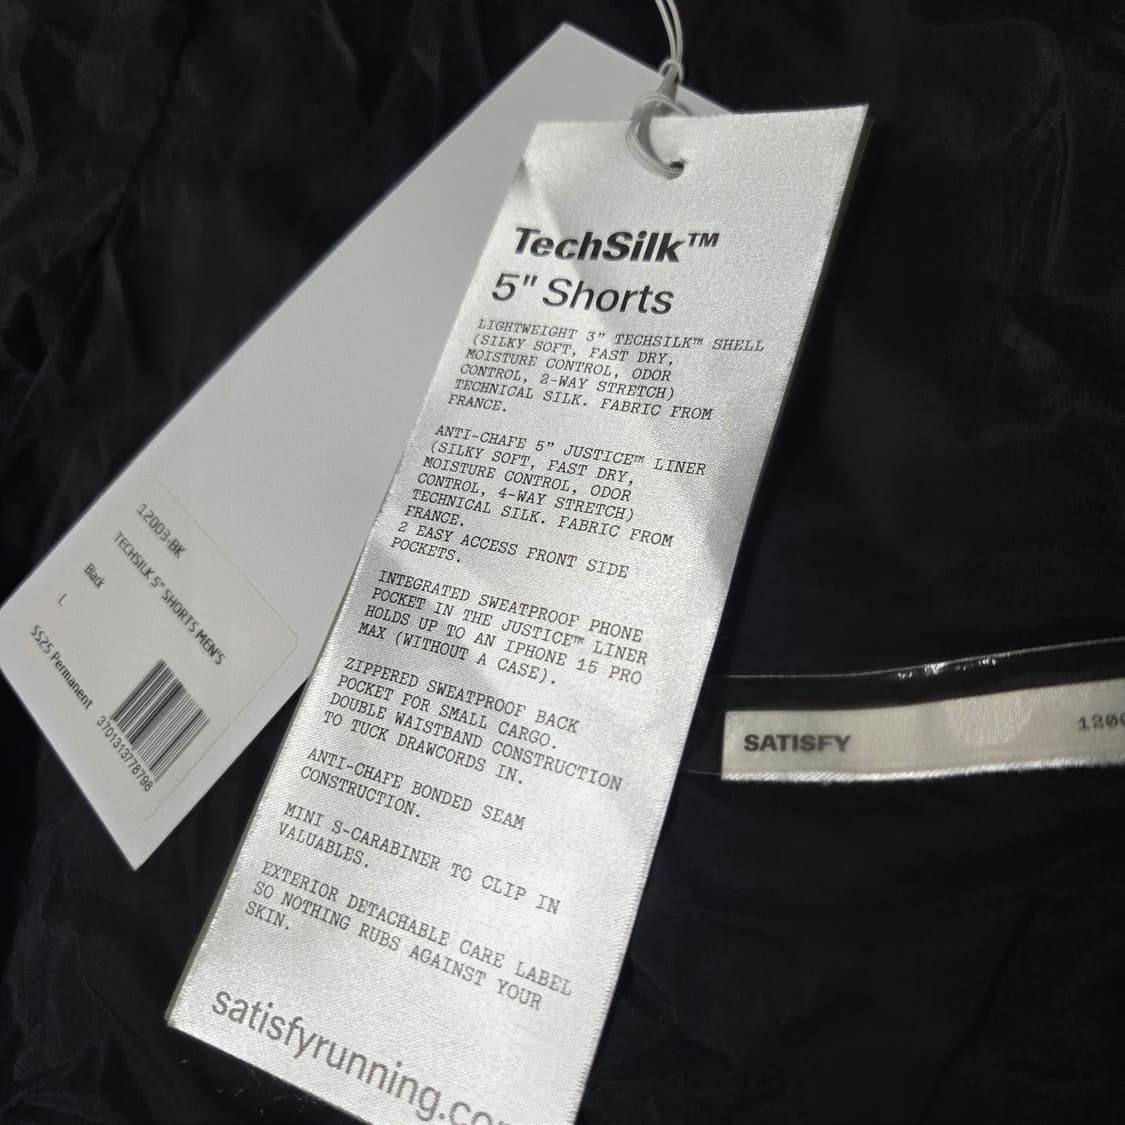 TechSilk™
5" Shorts
LIGHTWEIGHT 3” TECHSILK™ SHELL
(SILKY SOFT, FAST DRY,
MOISTURE CONTROL, ODOR
CONTROL, 2-WAY STRETCH)
TECHNICAL SILK. FABRIC FROM
FRANCE.
ANTI-CHAFE 5” JUSTICE™ LINER
(SILKY SOFT, FAST DRY,
MOISTURE CONTROL, ODOR
CONTROL, 4-WAY STRETCH)
TECHNICAL SILK. FABRIC FROM
FRANCE.
2 EASY ACCESS FRONT SIDE
POCKETS.
INTEGRATED SWEATPROOF PHONE
POCKET IN THE JUSTICE™ LINER
HOLDS UP TO AN IPHONE 15 PRO
MAX (WITHOUT A CASE).
ZIPPERED SWEATPROOF BACK
POCKET FOR SMALL CARGO.
DOUBLE WAISTBAND CONSTRUCTION
TO TUCK DRAWCORDS IN.
ANTI-CHAFE BONDED SEAM
CONSTRUCTION.
MINI S-CARABINER TO CLIP IN
VALUABLES.
EXTERIOR DETACHABLE CARE LABEL
SO NOTHING RUBS AGAINST YOUR
SKIN.
satisfyrunning.co
12003-BK
TECHSILK 5" SHORTS MEN'S
Black
L
SS25 Permanent
3701313778798
SATISFY
1200